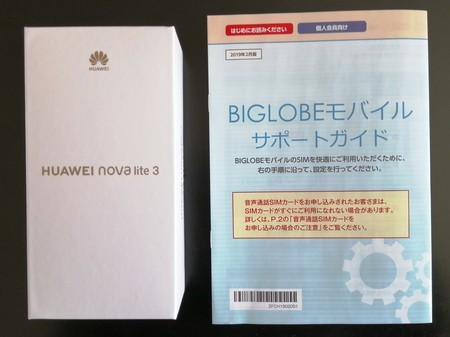 HUAWEI
HUAWEI nova lite 3
はじめにお読みください
個人会員向け
2019年2月版
BIGLOBEモバイル
サポートガイド
BIGLOBEモバイルのSIMを快適にご利用いただくために、
右の手順に沿って、設定を行ってください。
音声通話SIMカードをお申し込みされたお客さまは、
SIMカードがすぐにご利用になれない場合があります。
詳しくは、P.2の「音声通話SIMカードを
お申し込みの場合のご注意」をご覧ください。